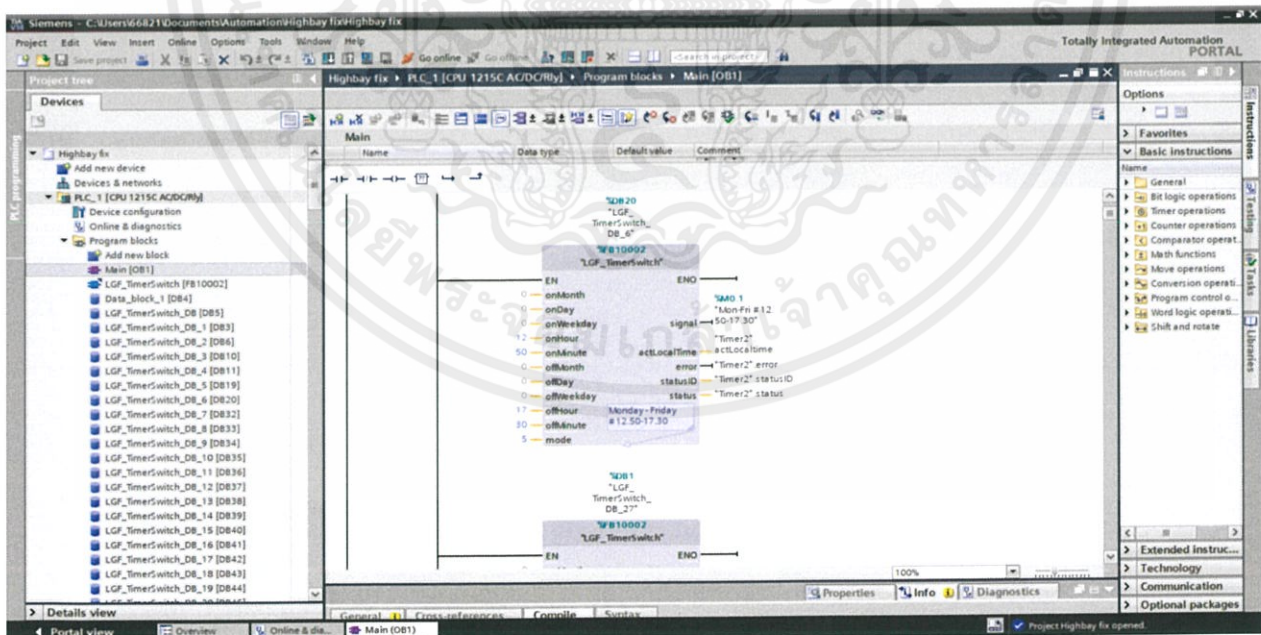 Siemens - C:\Users\66821\Documents\Automation\Highbay fix\Highbay fix
Project Edit View Insert Online Options Tools Window Help
Totally Integrated Automation
PORTAL
Save project
Go online
Go offline
<Search in project>
Project tree
Highbay fix ▸ PLC_1 [CPU 1215C AC/DC/Rly] ▸ Program blocks ▸ Main [OB1]
Instructions
Devices
Options
PLC programming
Highbay fix
Add new device
Devices & networks
PLC_1 [CPU 1215C AC/DC/Rly]
Device configuration
Online & diagnostics
Program blocks
Add new block
Main [OB1]
LGF_TimerSwitch [FB10002]
Data_block_1 [DB4]
LGF_TimerSwitch_DB [DB5]
LGF_TimerSwitch_DB_1 [DB3]
LGF_TimerSwitch_DB_2 [DB6]
LGF_TimerSwitch_DB_3 [DB10]
LGF_TimerSwitch_DB_4 [DB11]
LGF_TimerSwitch_DB_5 [DB19]
LGF_TimerSwitch_DB_6 [DB20]
LGF_TimerSwitch_DB_7 [DB32]
LGF_TimerSwitch_DB_8 [DB33]
LGF_TimerSwitch_DB_9 [DB34]
LGF_TimerSwitch_DB_10 [DB35]
LGF_TimerSwitch_DB_11 [DB36]
LGF_TimerSwitch_DB_12 [DB37]
LGF_TimerSwitch_DB_13 [DB38]
LGF_TimerSwitch_DB_14 [DB39]
LGF_TimerSwitch_DB_15 [DB40]
LGF_TimerSwitch_DB_16 [DB41]
LGF_TimerSwitch_DB_17 [DB42]
LGF_TimerSwitch_DB_18 [DB43]
LGF_TimerSwitch_DB_19 [DB44]
Details view
Main
Name Data type Default value Comment
%DB20
"LGF_
TimerSwitch_
DB_6"
%FB10002
"LGF_TimerSwitch"
EN ENO
0 onMonth
0 onDay
0 onWeekday
12 onHour
50 onMinute
0 offMonth
0 offDay
0 offWeekday
17 offHour
30 offMinute
5 mode
%M0.1
"Mon-Fri #12.
50-17.30"
signal
"Timer2".
actLocalTime actLocaltime
error "Timer2".error
statusID "Timer2".statusID
status "Timer2".status
Monday - Friday
#12.50-17.30
%DB1
"LGF_
TimerSwitch_
DB_27"
%FB10002
"LGF_TimerSwitch"
EN ENO
100%
Properties Info Diagnostics
General Cross-references Compile Syntax
Favorites
Basic instructions
Name
General
Bit logic operations
Timer operations
Counter operations
Comparator operat..
Math functions
Move operations
Conversion operati..
Program control o...
Word logic operati..
Shift and rotate
Extended instruc...
Technology
Communication
Optional packages
Instructions
Testing
Tasks
Libraries
Portal view
Overview
Online & dia...
Main (OB1)
Project Highbay fix opened.